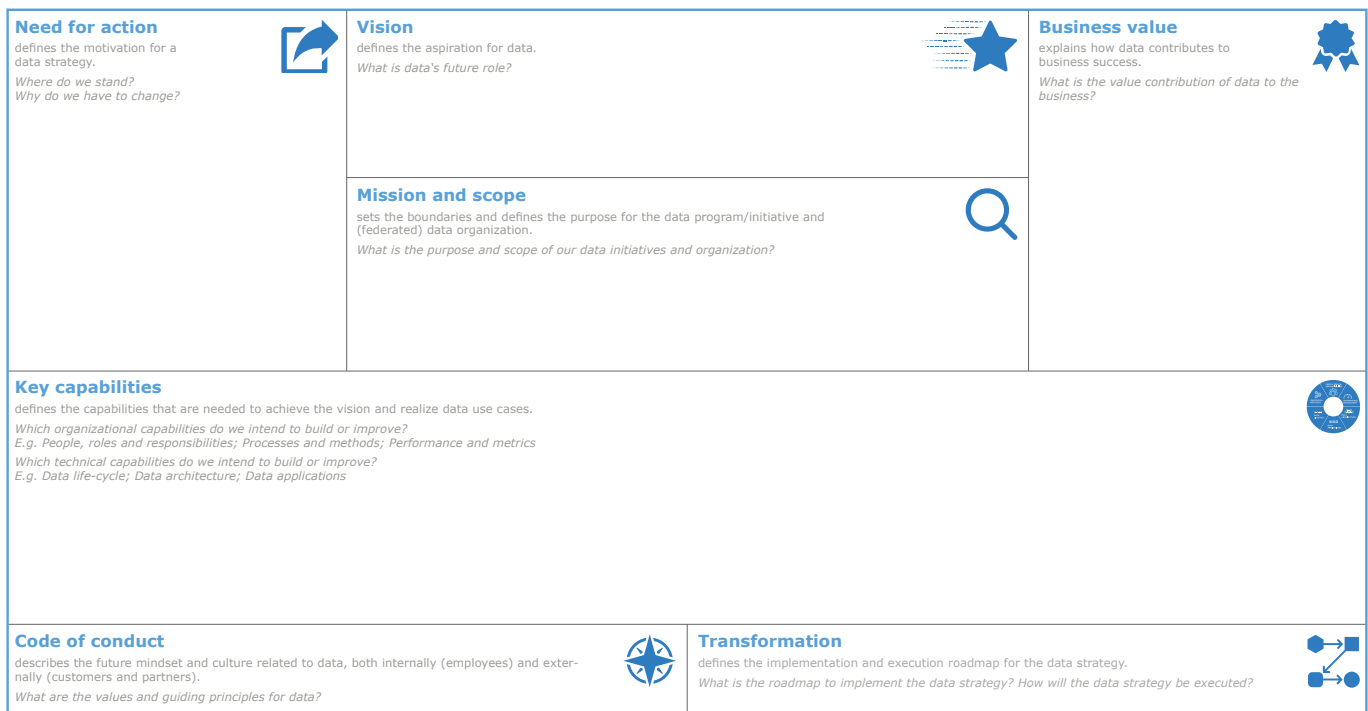 Need for action
defines the motivation for a
data strategy.
Where do we stand?
Why do we have to change?
Vision
defines the aspiration for data.
What is data's future role?
Mission and scope
sets the boundaries and defines the purpose for the data program/initiative and
(federated) data organization.
What is the purpose and scope of our data initiatives and organization?
Business value
explains how data contributes to
business success.
What is the value contribution of data to the
business?
Key capabilities
defines the capabilities that are needed to achieve the vision and realize data use cases.
Which organizational capabilities do we intend to build or improve?
E.g. People, roles and responsibilities; Processes and methods; Performance and metrics
Which technical capabilities do we intend to build or improve?
E.g. Data life-cycle; Data architecture; Data applications
Code of conduct
describes the future mindset and culture related to data, both internally (employees) and exter-
nally (customers and partners).
What are the values and guiding principles for data?
Transformation
defines the implementation and execution roadmap for the data strategy.
What is the roadmap to implement the data strategy? How will the data strategy be executed?